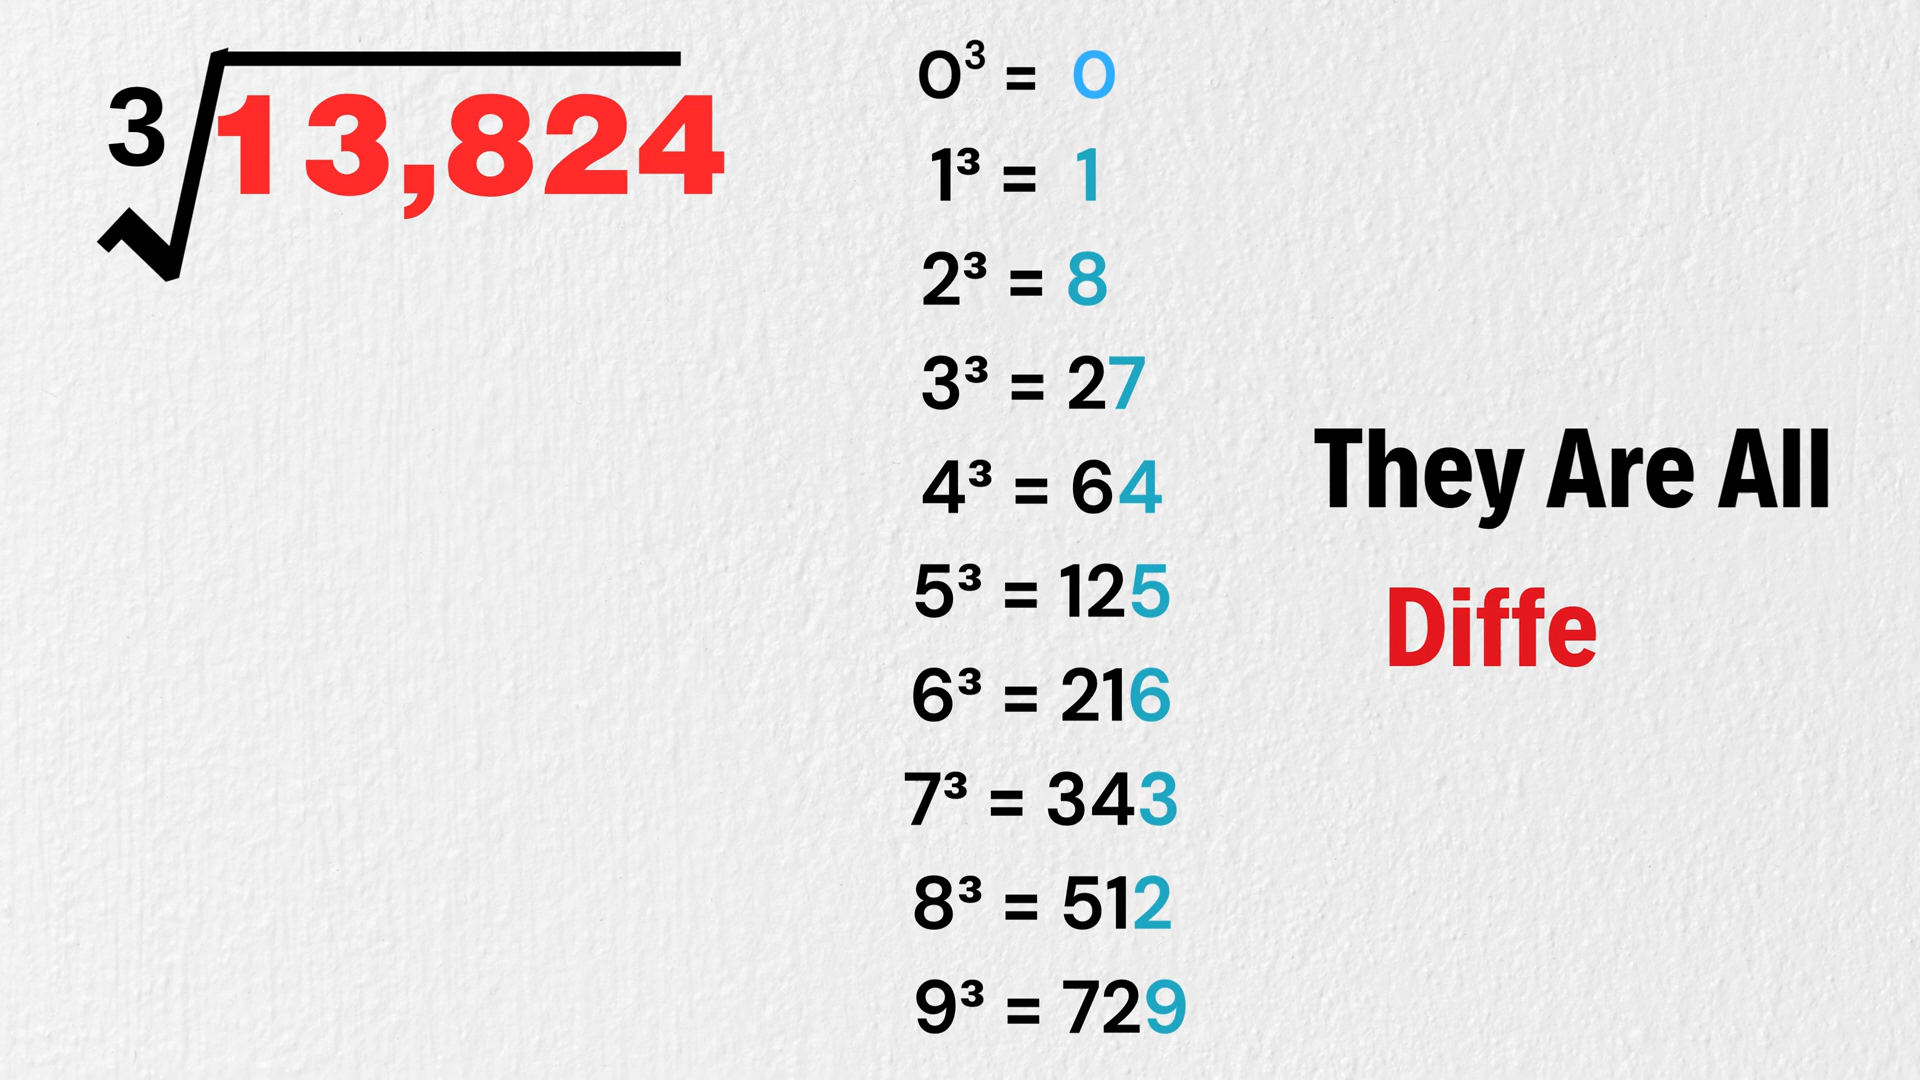 ∛13,824
0³ = 0
1³ = 1
2³ = 8
3³ = 27
4³ = 64
5³ = 125
6³ = 216
7³ = 343
8³ = 512
9³ = 729
They Are All
Diffe